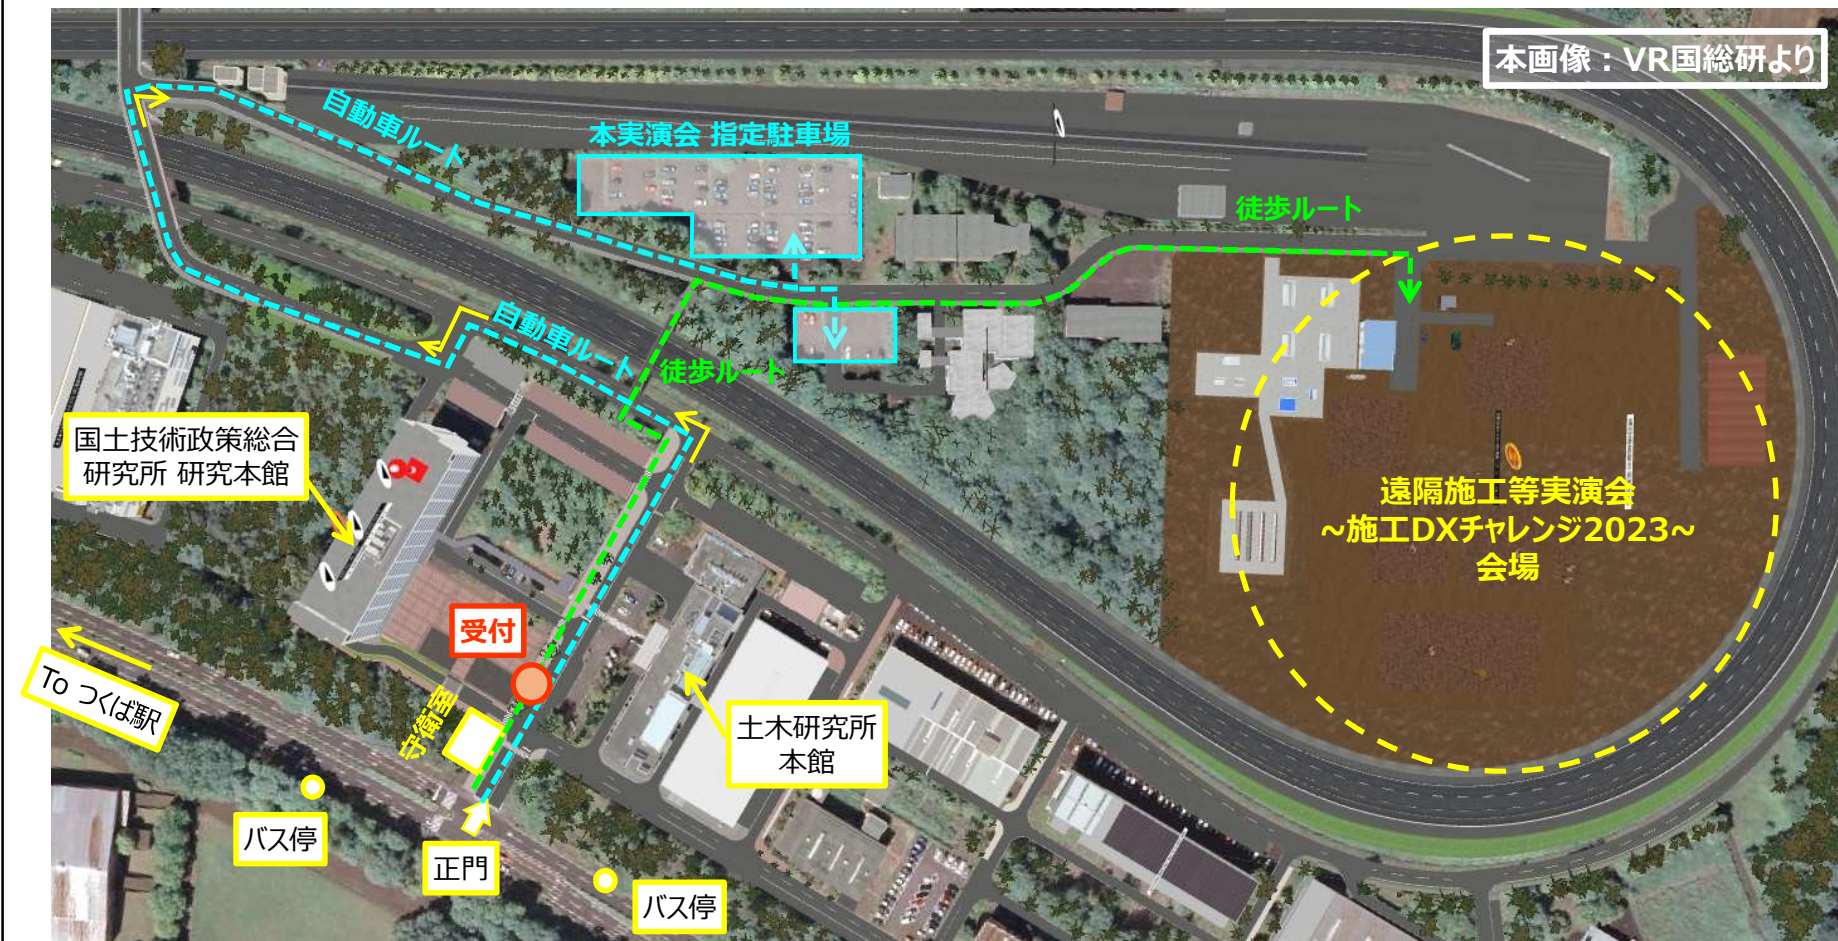 本画像：VR国総研より
自動車ルート
本実演会 指定駐車場
徒歩ルート
自動車ルート
徒歩ルート
国土技術政策総合
研究所 研究本館
遠隔施工等実演会
~施工DXチャレンジ2023~
会場
受付
To つくば駅
守衛室
土木研究所
本館
バス停
正門
バス停